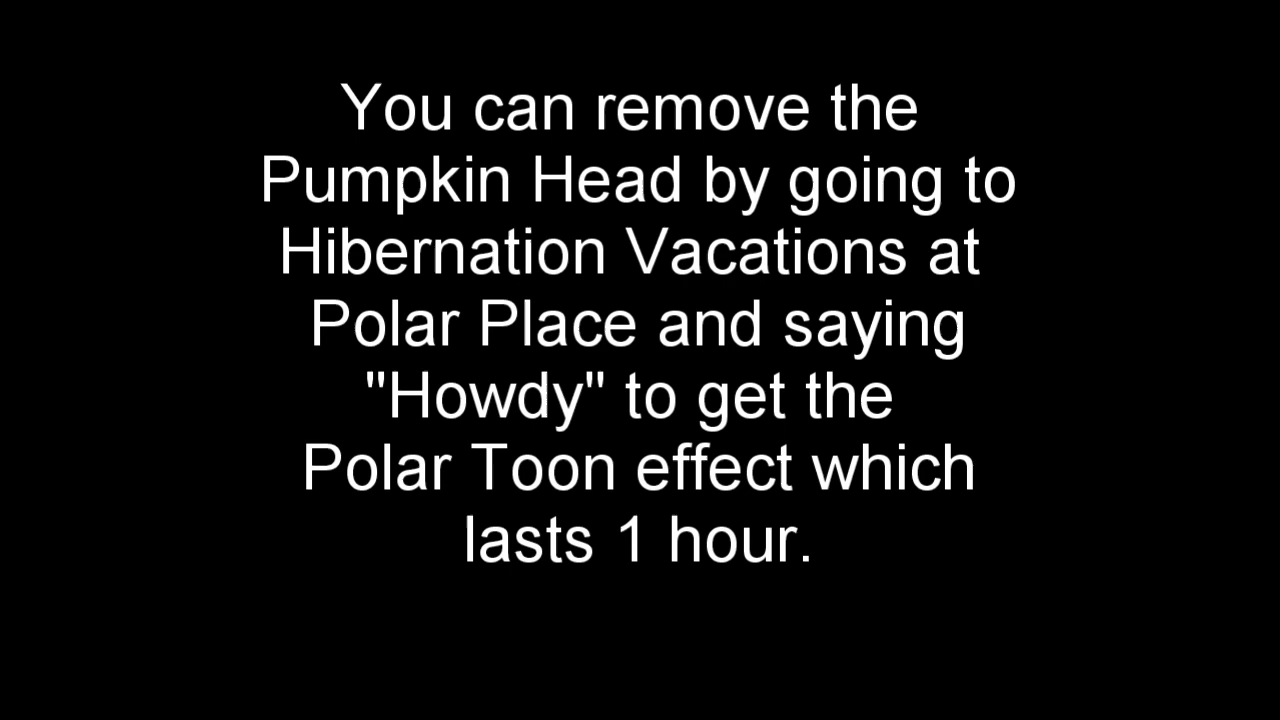 You can remove the
Pumpkin Head by going to
Hibernation Vacations at
Polar Place and saying
"Howdy" to get the
Polar Toon effect which
lasts 1 hour.